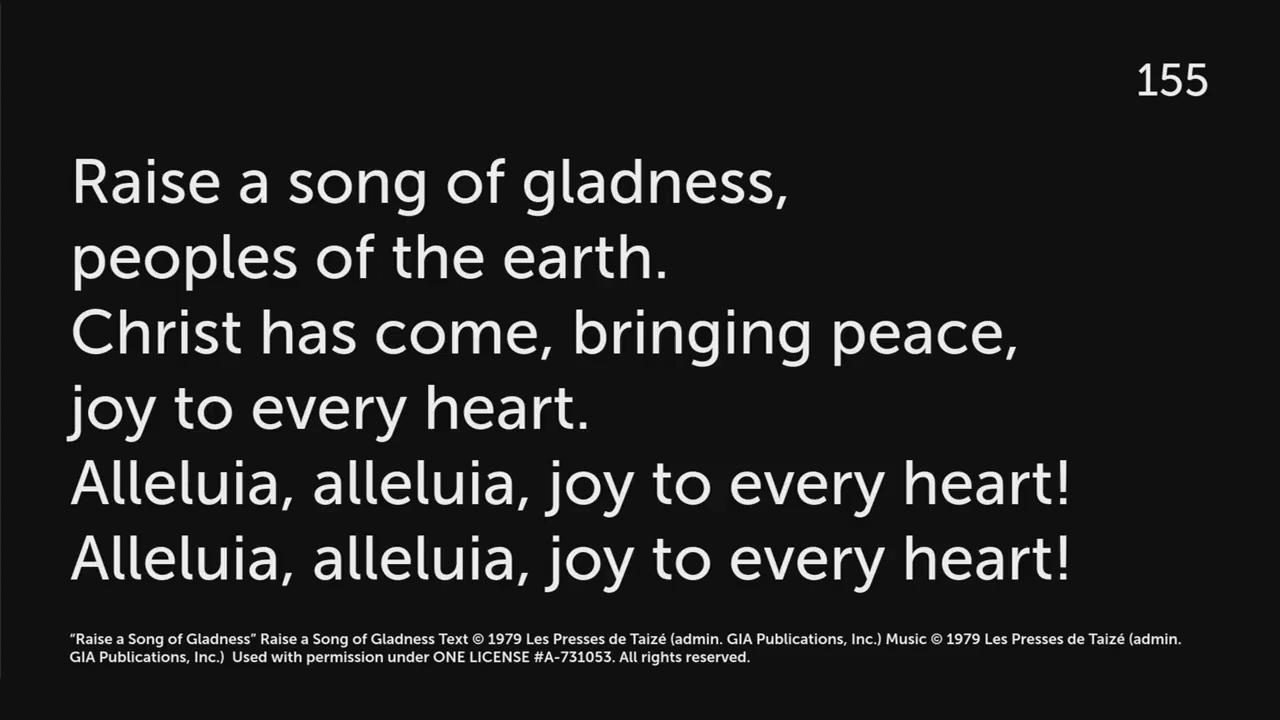 155
Raise a song of gladness,
peoples of the earth.
Christ has come, bringing peace,
joy to every heart.
Alleluia, alleluia, joy to every heart!
Alleluia, alleluia, joy to every heart!
“Raise a Song of Gladness” Raise a Song of Gladness Text © 1979 Les Presses de Taizé (admin. GIA Publications, Inc.) Music © 1979 Les Presses de Taizé (admin.
GIA Publications, Inc.)  Used with permission under ONE LICENSE #A-731053. All rights reserved.